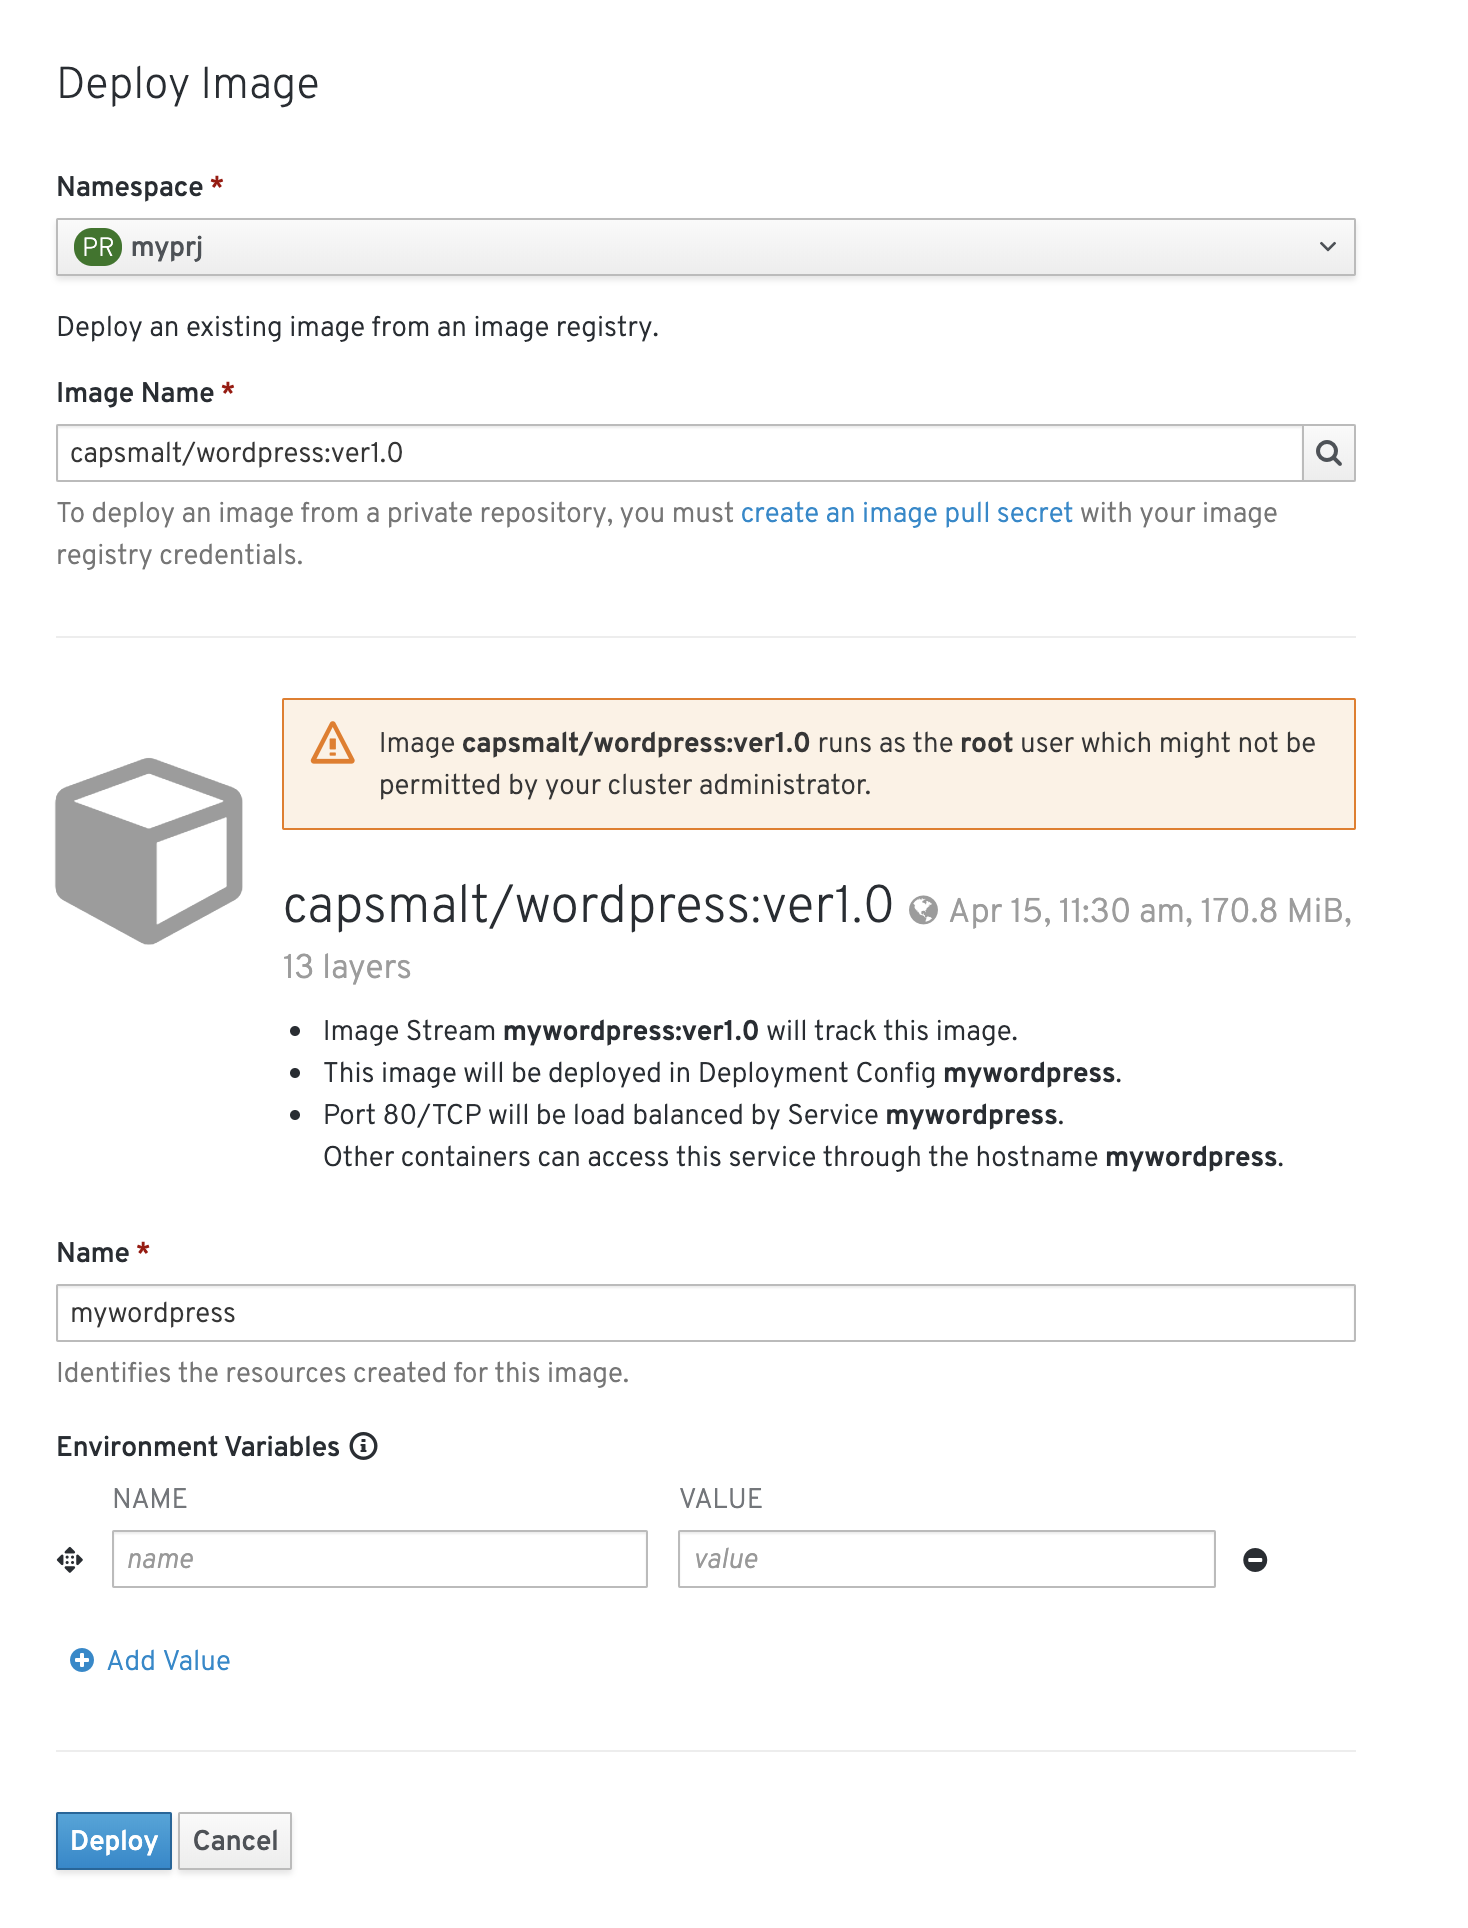 Deploy Image
Namespace *
PR myprj
Deploy an existing image from an image registry.
Image Name *
capsmalt/wordpress:ver1.0
To deploy an image from a private repository, you must create an image pull secret with your image
registry credentials.
Image capsmalt/wordpress:ver1.0 runs as the root user which might not be
permitted by your cluster administrator.
capsmalt/wordpress:ver1.0 Apr 15, 11:30 am, 170.8 MiB,
13 layers
• Image Stream mywordpress:ver1.0 will track this image.
• This image will be deployed in Deployment Config mywordpress.
• Port 80/TCP will be load balanced by Service mywordpress.
Other containers can access this service through the hostname mywordpress.
Name *
mywordpress
Identifies the resources created for this image.
Environment Variables
NAME VALUE
name value
Add Value
Deploy Cancel